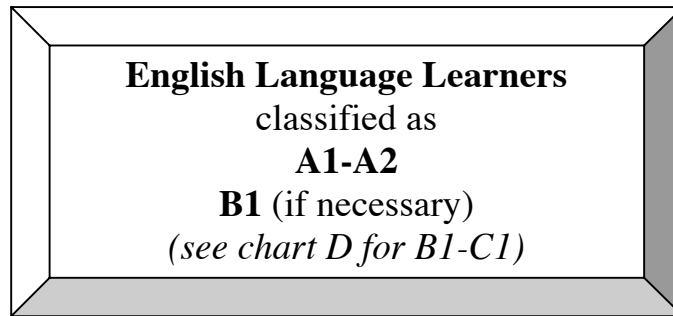 English Language Learners
classified as
A1-A2
B1 (if necessary)
(see chart D for B1-C1)